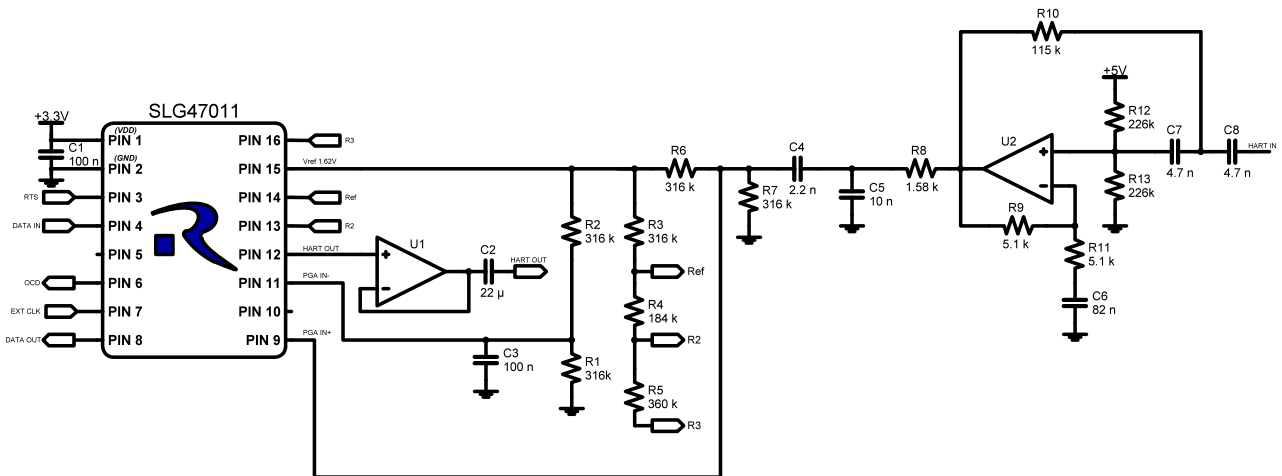 SLG47011
+3.3V
C1
100 n
(VDD)
PIN 1
(GND)
PIN 2
RTS
PIN 3
DATA IN
PIN 4
PIN 5
OCD
PIN 6
EXT CLK
PIN 7
DATA OUT
PIN 8
PIN 16
R3
PIN 15
Vref 1.62V
PIN 14
Ref
PIN 13
R2
PIN 12
HART OUT
PIN 11
PGA IN-
PIN 10
PIN 9
PGA IN+
U1
+
-
C2
22 µ
HART OUT
C3
100 n
R2
316 k
R1
316k
R3
316 k
Ref
R4
184 k
R2
R5
360 k
R3
R6
316 k
R7
316 k
C4
2.2 n
C5
10 n
R8
1.58 k
R10
115 k
U2
+
-
R9
5.1 k
R11
5.1 k
C6
82 n
+5V
R12
226k
R13
226k
C7
4.7 n
C8
4.7 n
HART IN